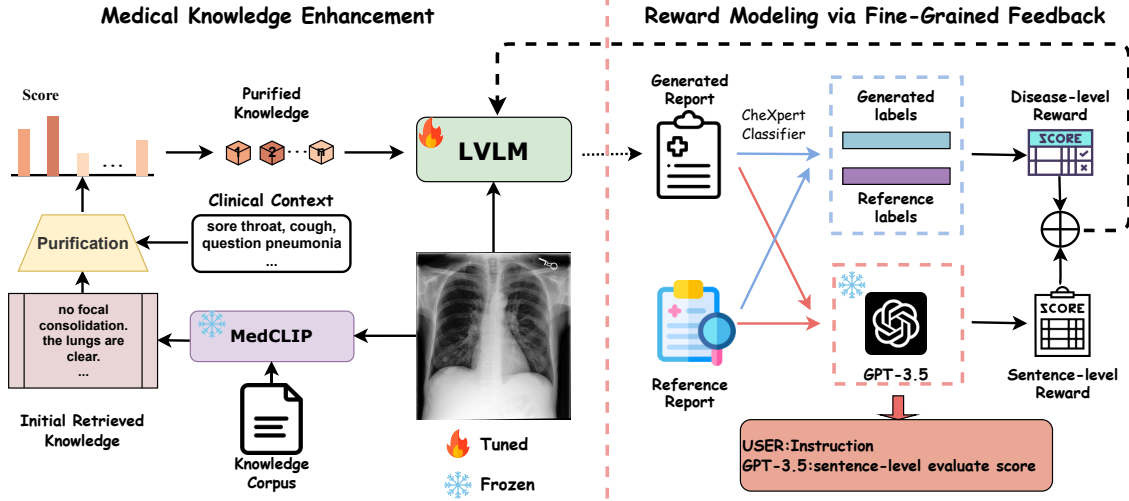 Medical Knowledge Enhancement
Score
...
Purified
Knowledge
1
2
...
n
LVLM
Clinical Context
sore throat, cough,
question pneumonia
...
Purification
no focal
consolidation.
the lungs are
clear.
...
MedCLIP
Initial Retrieved
Knowledge
Knowledge
Corpus
Tuned
Frozen
Reward Modeling via Fine-Grained Feedback
Generated
Report
CheXpert
Classifier
Generated
labels
Reference
labels
Disease-level
Reward
SCORE
Reference
Report
GPT-3.5
SCORE
Sentence-level
Reward
USER:Instruction
GPT-3.5:sentence-level evaluate score